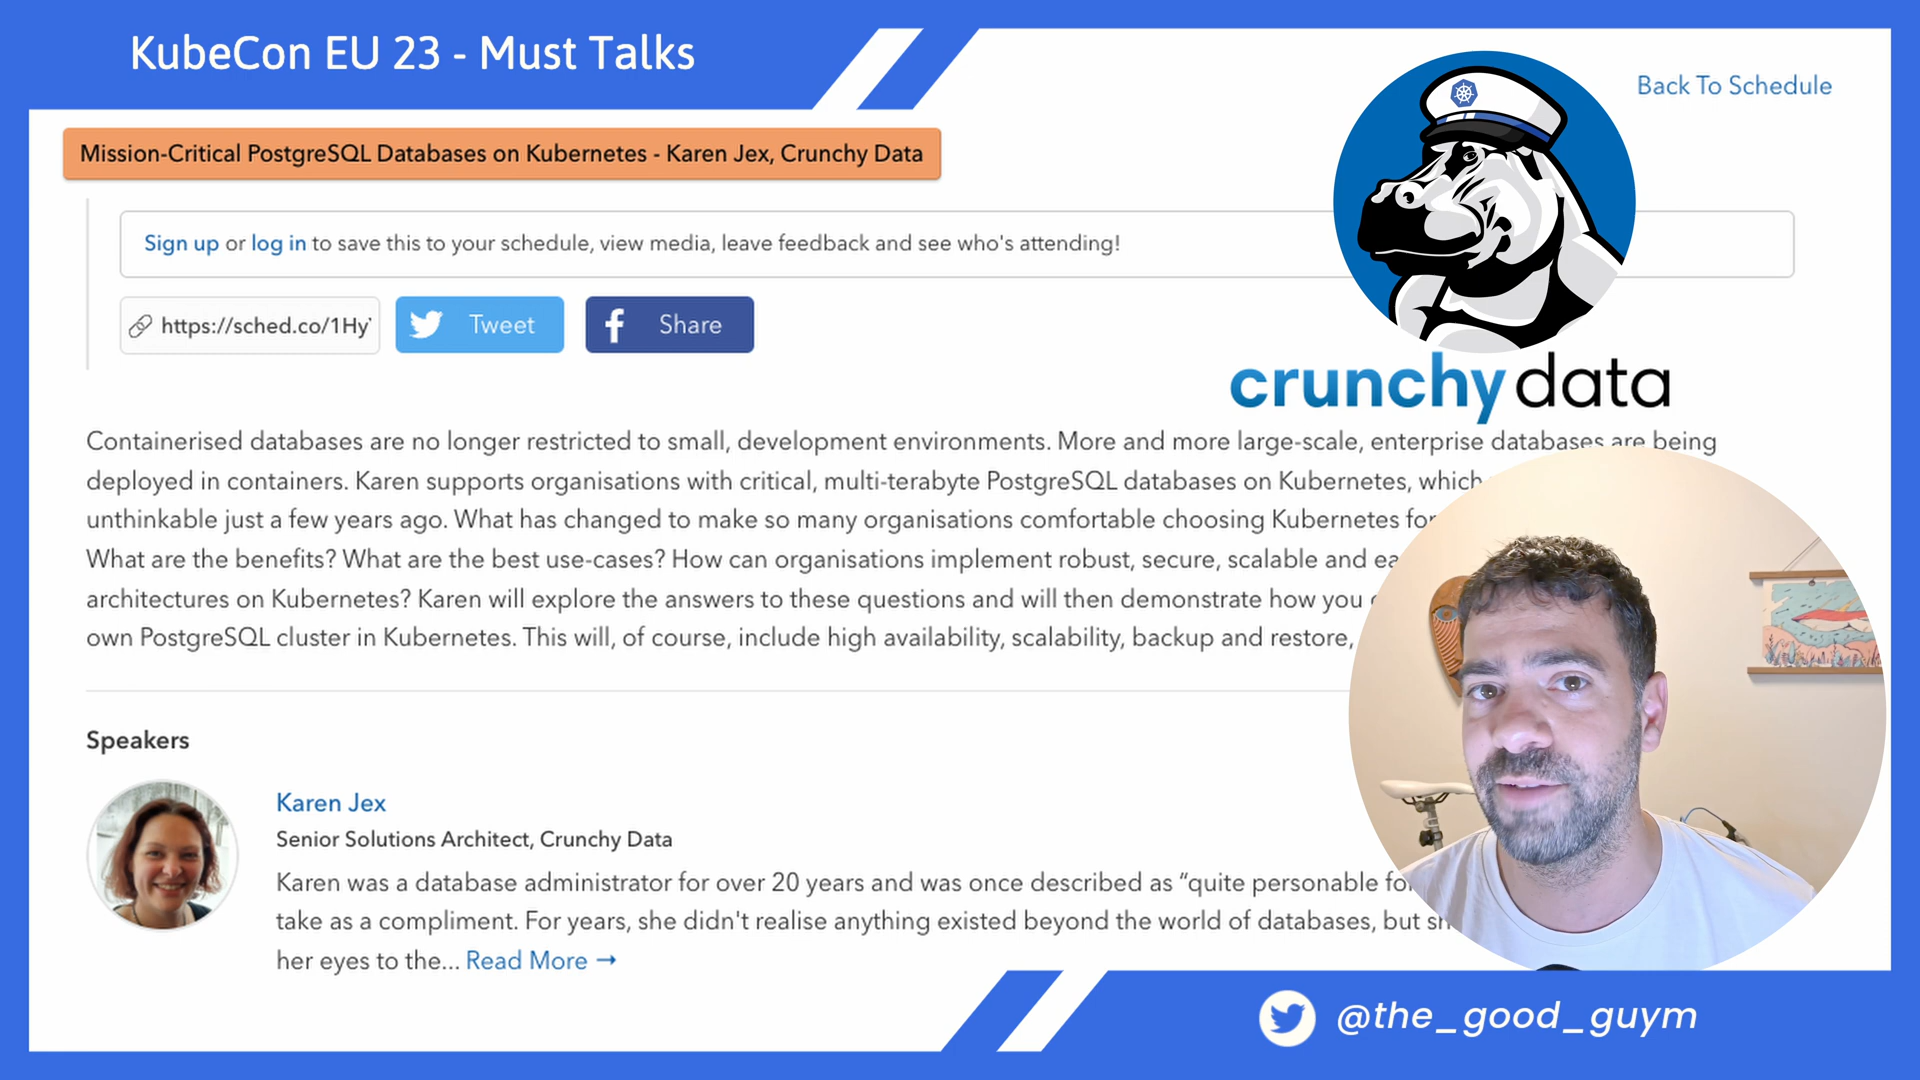 KubeCon EU 23 - Must Talks
Back To Schedule
Mission-Critical PostgreSQL Databases on Kubernetes - Karen Jex, Crunchy Data
Sign up or log in to save this to your schedule, view media, leave feedback and see who's attending!
https://sched.co/1Hy
Tweet
Share
crunchy data
Containerised databases are no longer restricted to small, development environments. More and more large-scale, enterprise databases are being
deployed in containers. Karen supports organisations with critical, multi-terabyte PostgreSQL databases on Kubernetes, which
unthinkable just a few years ago. What has changed to make so many organisations comfortable choosing Kubernetes for
What are the benefits? What are the best use-cases? How can organisations implement robust, secure, scalable and
architectures on Kubernetes? Karen will explore the answers to these questions and will then demonstrate how you
own PostgreSQL cluster in Kubernetes. This will, of course, include high availability, scalability, backup and restore,
Speakers
Karen Jex
Senior Solutions Architect, Crunchy Data
Karen was a database administrator for over 20 years and was once described as “quite personable
take as a compliment. For years, she didn't realise anything existed beyond the world of databases, but
her eyes to the... Read More →
@the_good_guym